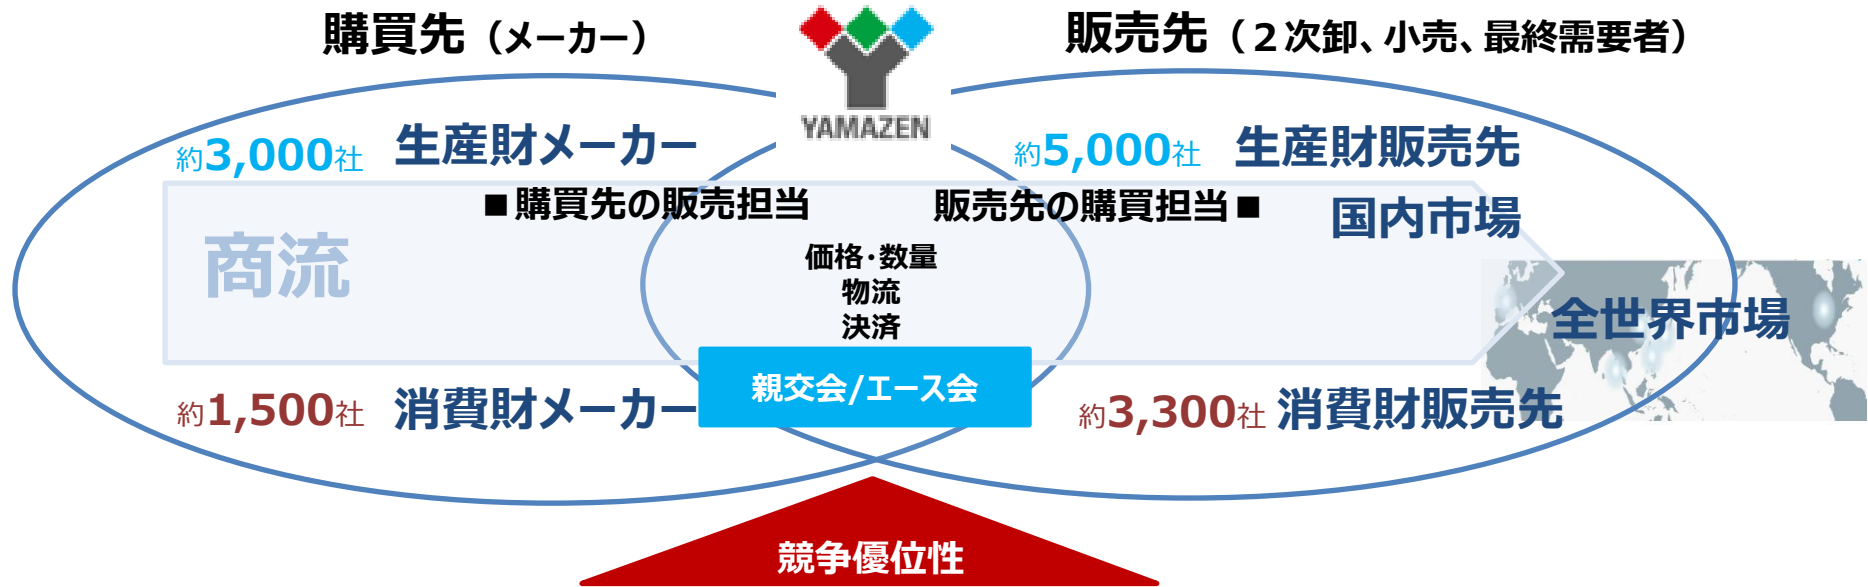 購買先（メーカー）
販売先（２次卸、小売、最終需要者）
YAMAZEN
約3,000社 生産財メーカー
約5,000社 生産財販売先
■購買先の販売担当
販売先の購買担当■
国内市場
商流
価格・数量
物流
決済
全世界市場
親交会/エース会
約1,500社 消費財メーカー
約3,300社 消費財販売先
競争優位性